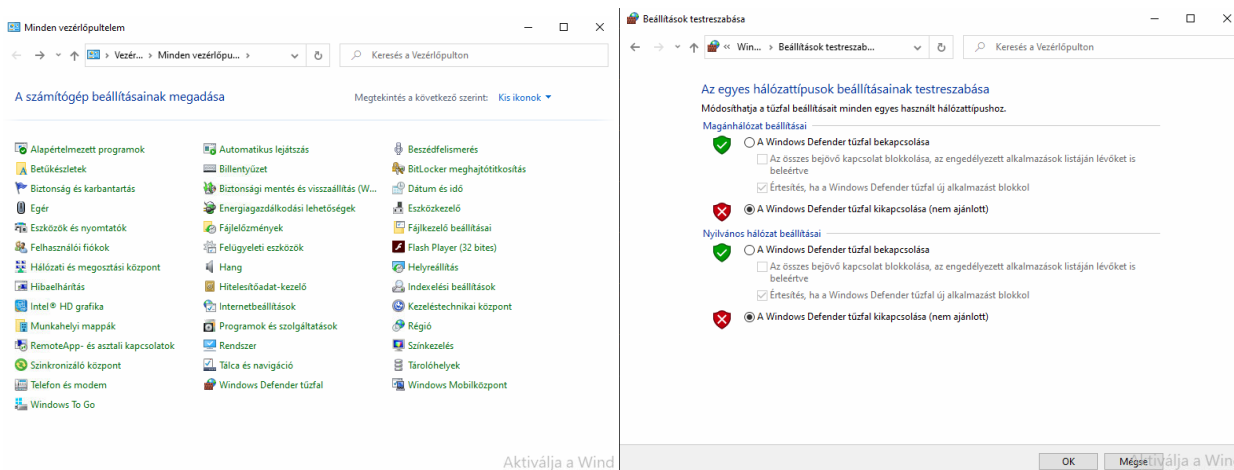 Minden vezérlőpultelem
Vezér... › Minden vezérlőpu... ›
Keresés a Vezérlőpulton
A számítógép beállításainak megadása
Megtekintés a következő szerint: Kis ikonok
Alapértelmezett programok
Automatikus lejátszás
Beszédfelismerés
Betűkészletek
Billentyűzet
BitLocker meghajtótitkosítás
Biztonság és karbantartás
Biztonsági mentés és visszaállítás (W...
Dátum és idő
Egér
Energiagazdálkodási lehetőségek
Eszközkezelő
Eszközök és nyomtatók
Fájlelőzmények
Fájlkezelő beállításai
Felhasználói fiókok
Felügyeleti eszközök
Flash Player (32 bites)
Hálózati és megosztási központ
Hang
Helyreállítás
Hibaelhárítás
Hitelesítőadat-kezelő
Indexelési beállítások
Intel® HD grafika
Internetbeállítások
Kezeléstechnikai központ
Munkahelyi mappák
Programok és szolgáltatások
Régió
RemoteApp- és asztali kapcsolatok
Rendszer
Színkezelés
Szinkronizáló központ
Tálca és navigáció
Tárolóhelyek
Telefon és modem
Windows Defender tűzfal
Windows Mobilközpont
Windows To Go
Aktiválja a Wind
Beállítások testreszabása
« Win... › Beállítások testreszab...
Keresés a Vezérlőpulton
Az egyes hálózattípusok beállításainak testreszabása
Módosíthatja a tűzfal beállításait minden egyes használt hálózattípushoz.
Magánhálózat beállításai
A Windows Defender tűzfal bekapcsolása
Az összes bejövő kapcsolat blokkolása, az engedélyezett alkalmazások listáján lévőket is
beleértve
Értesítés, ha a Windows Defender tűzfal új alkalmazást blokkol
A Windows Defender tűzfal kikapcsolása (nem ajánlott)
Nyilvános hálózat beállításai
A Windows Defender tűzfal bekapcsolása
Az összes bejövő kapcsolat blokkolása, az engedélyezett alkalmazások listáján lévőket is
beleértve
Értesítés, ha a Windows Defender tűzfal új alkalmazást blokkol
A Windows Defender tűzfal kikapcsolása (nem ajánlott)
OK
Mégse
a Win